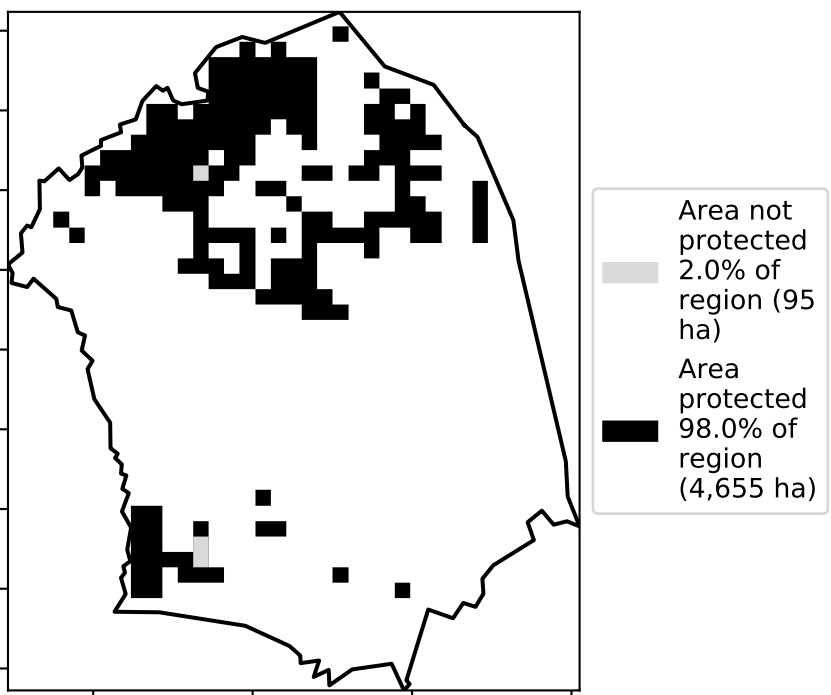 Area not
protected
2.0% of
region (95
ha)
Area
protected
98.0% of
region
(4,655 ha)